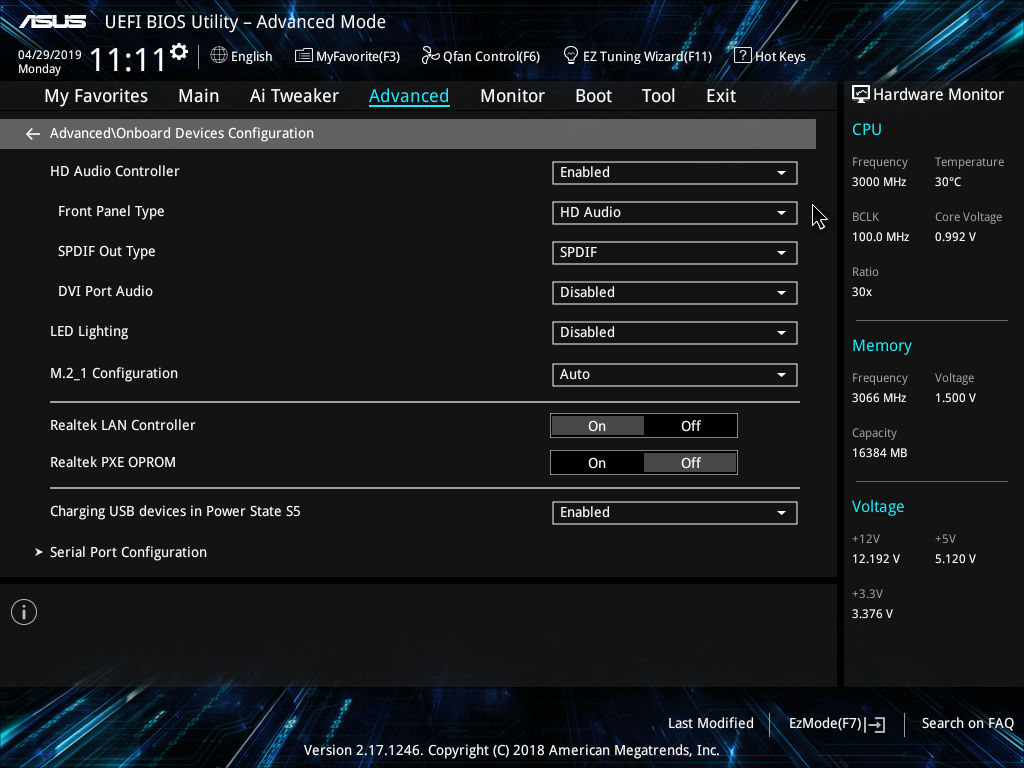 ASUS UEFI BIOS Utility – Advanced Mode
04/29/2019
Monday
11:11
English
MyFavorite(F3)
Qfan Control(F6)
EZ Tuning Wizard(F11)
? Hot Keys
My Favorites Main Ai Tweaker Advanced Monitor Boot Tool Exit
Advanced\Onboard Devices Configuration
HD Audio Controller Enabled
Front Panel Type HD Audio
SPDIF Out Type SPDIF
DVI Port Audio Disabled
LED Lighting Disabled
M.2_1 Configuration Auto
Realtek LAN Controller On Off
Realtek PXE OPROM On Off
Charging USB devices in Power State S5 Enabled
Serial Port Configuration
Hardware Monitor
CPU
Frequency Temperature
3000 MHz 30°C
BCLK Core Voltage
100.0 MHz 0.992 V
Ratio
30x
Memory
Frequency Voltage
3066 MHz 1.500 V
Capacity
16384 MB
Voltage
+12V +5V
12.192 V 5.120 V
+3.3V
3.376 V
i
Last Modified
EzMode(F7)
Search on FAQ
Version 2.17.1246. Copyright (C) 2018 American Megatrends, Inc.